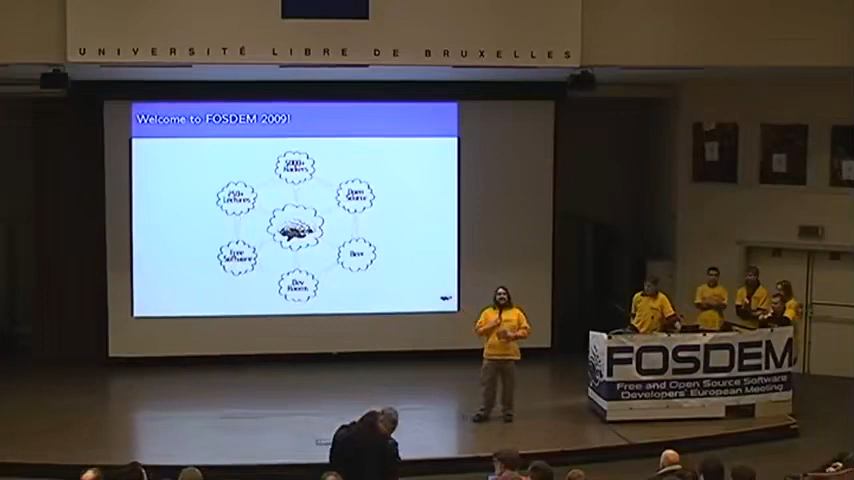 UNIVERSITÉ LIBRE DE BRUXELLES
Welcome to FOSDEM 2009!
5000+
Hackers
250+
Lectures
Open
Source
Free
Software
Beer
Dev
Rooms
FOSDEM
Free and Open Source Software
Developers' European Meeting